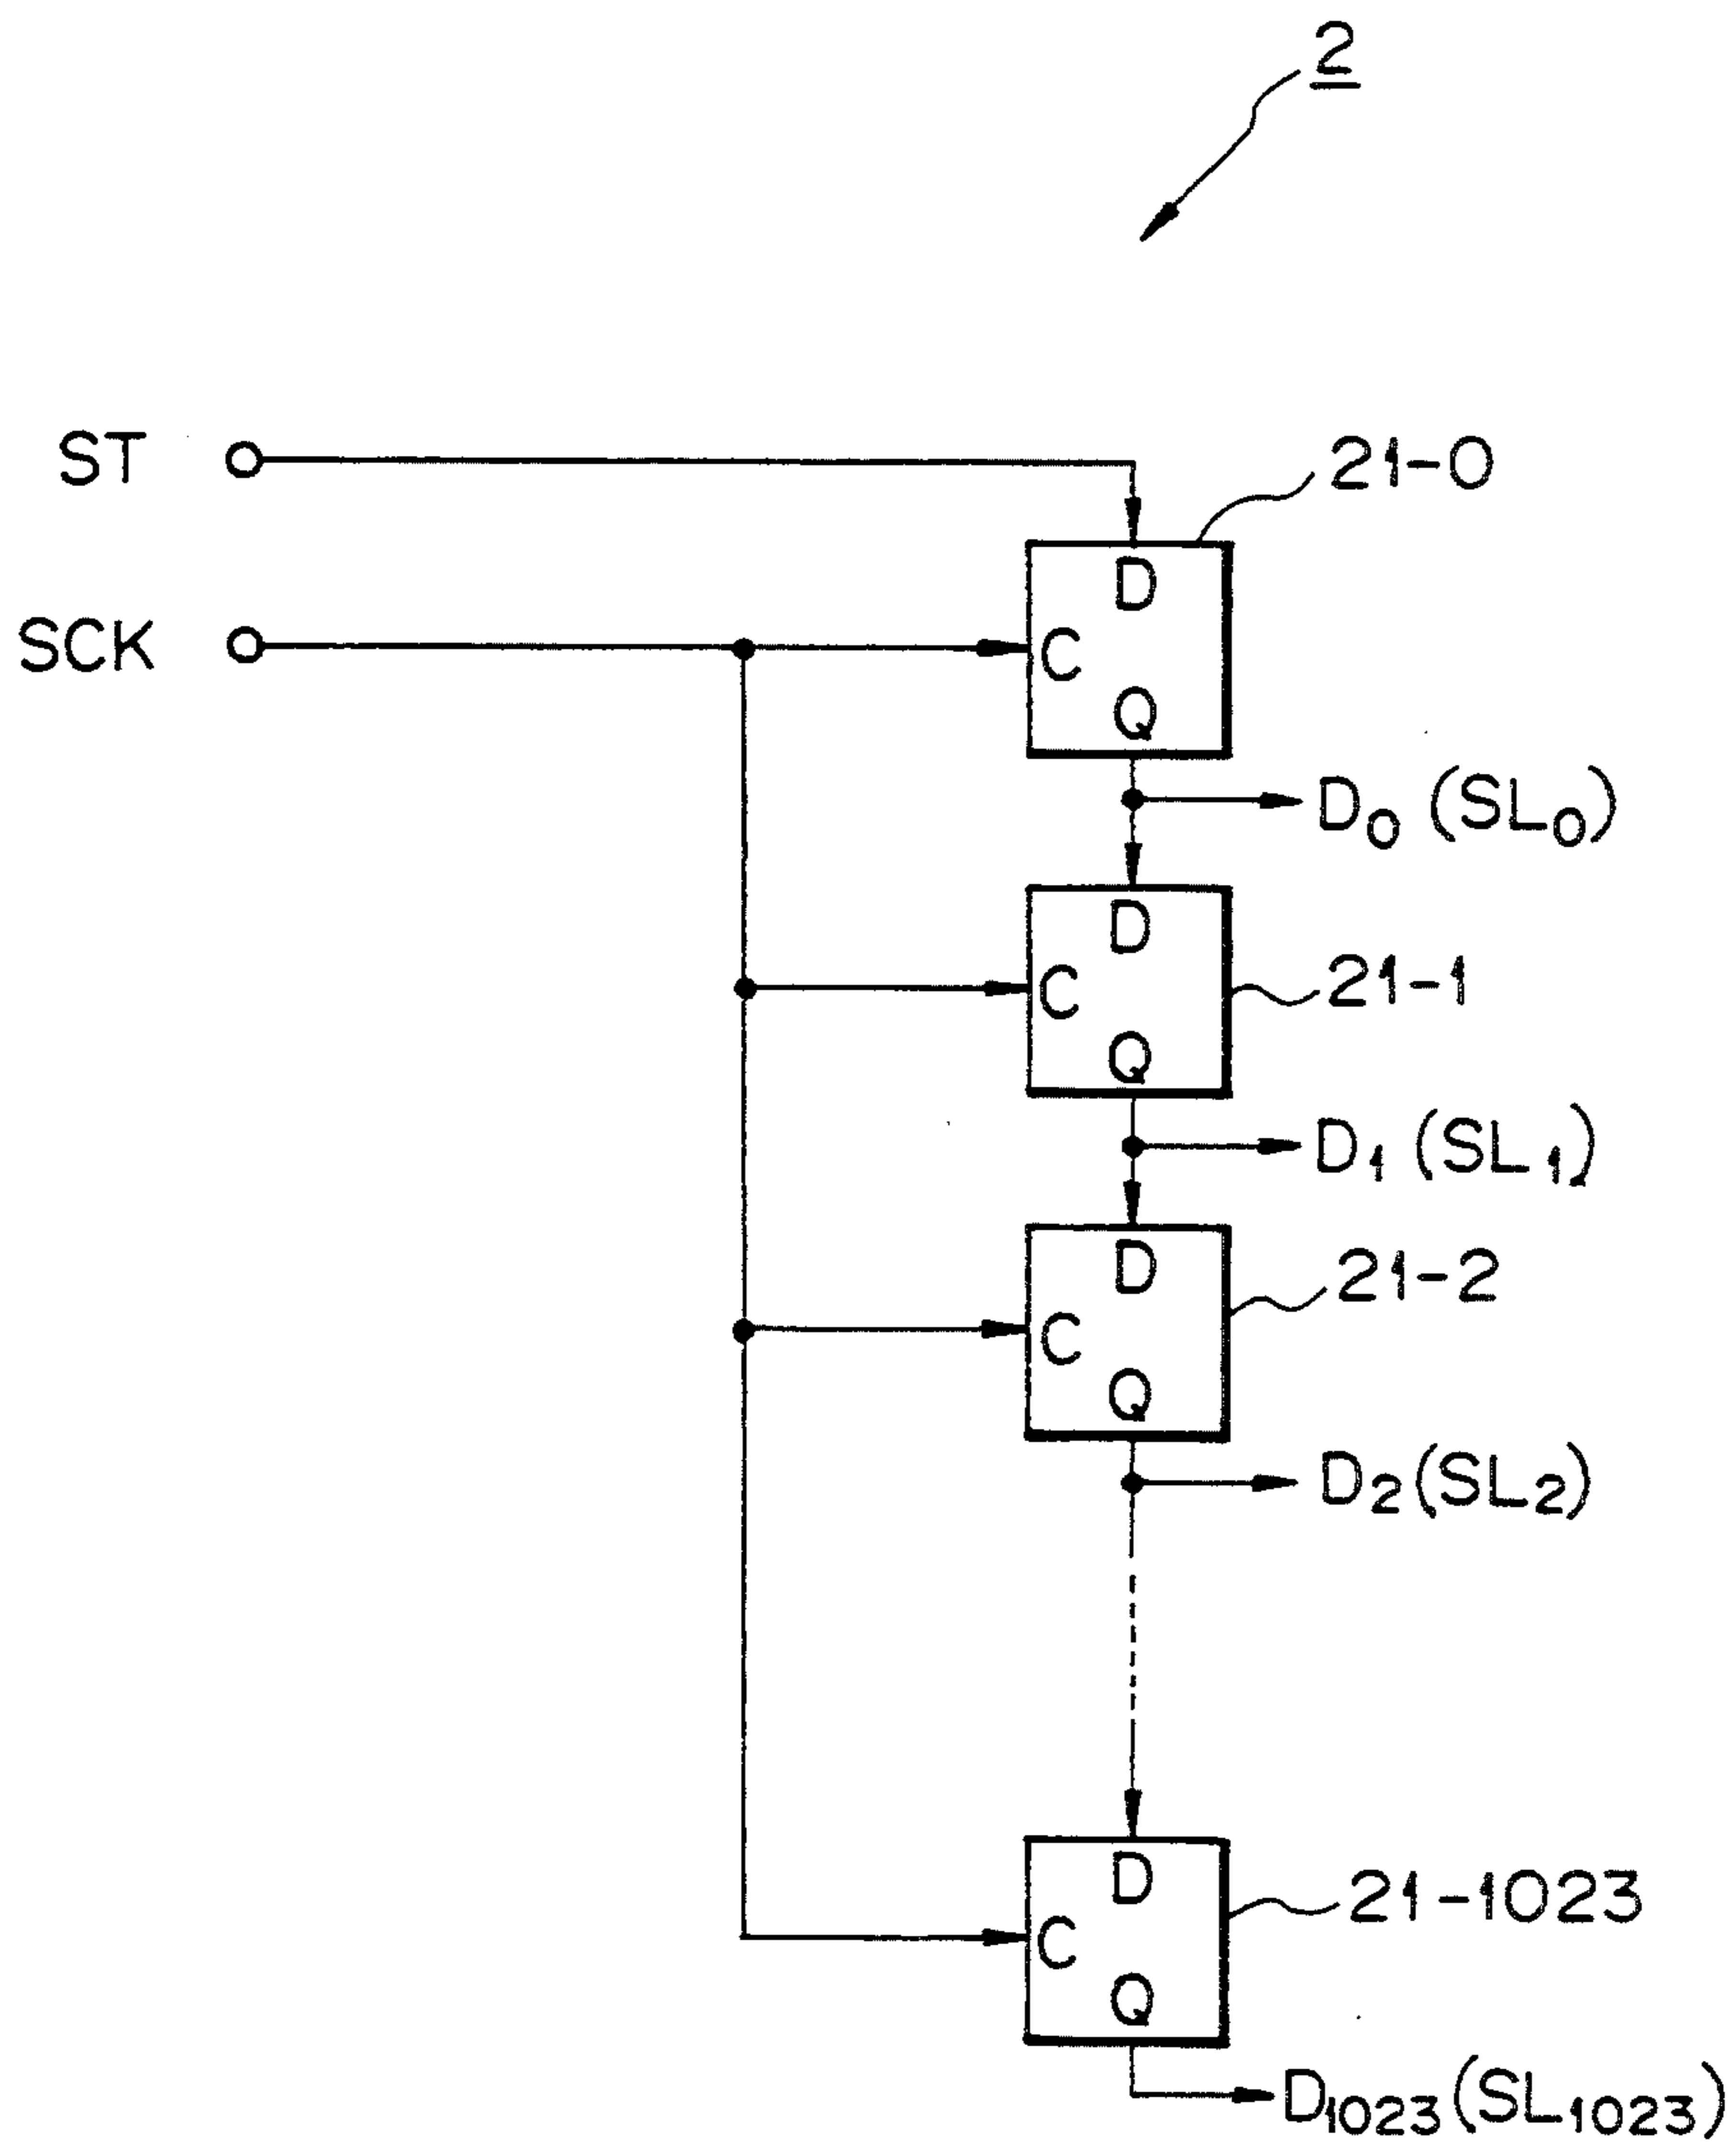 2
ST
21-0
D
SCK
C
Q
D₀ (SL₀)
D
21-1
C
Q
D₁ (SL₁)
D
21-2
C
Q
D₂ (SL₂)
D
21-1023
C
Q
D₁₀₂₃ (SL₁₀₂₃)